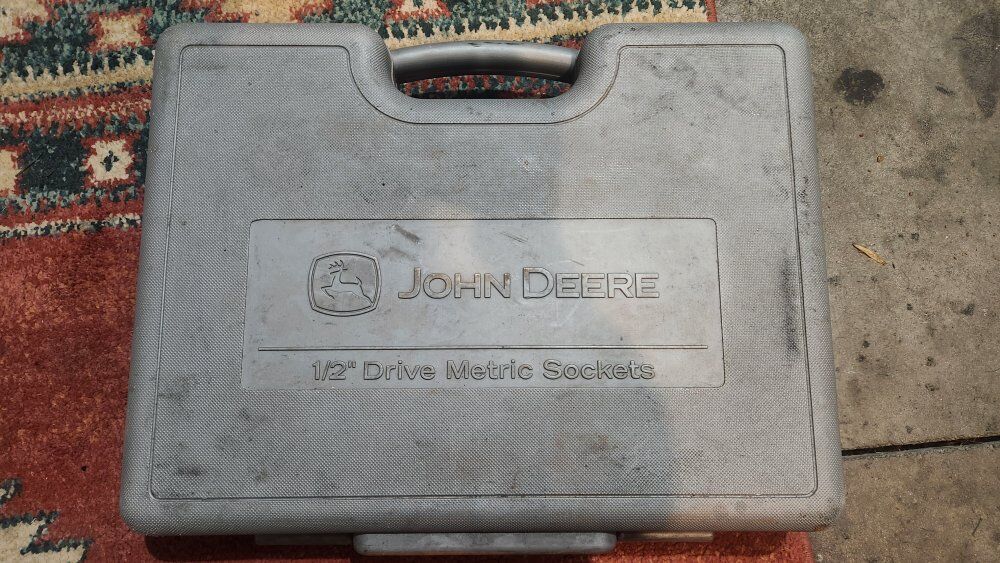 JOHN DEERE
1/2" Drive Metric Sockets